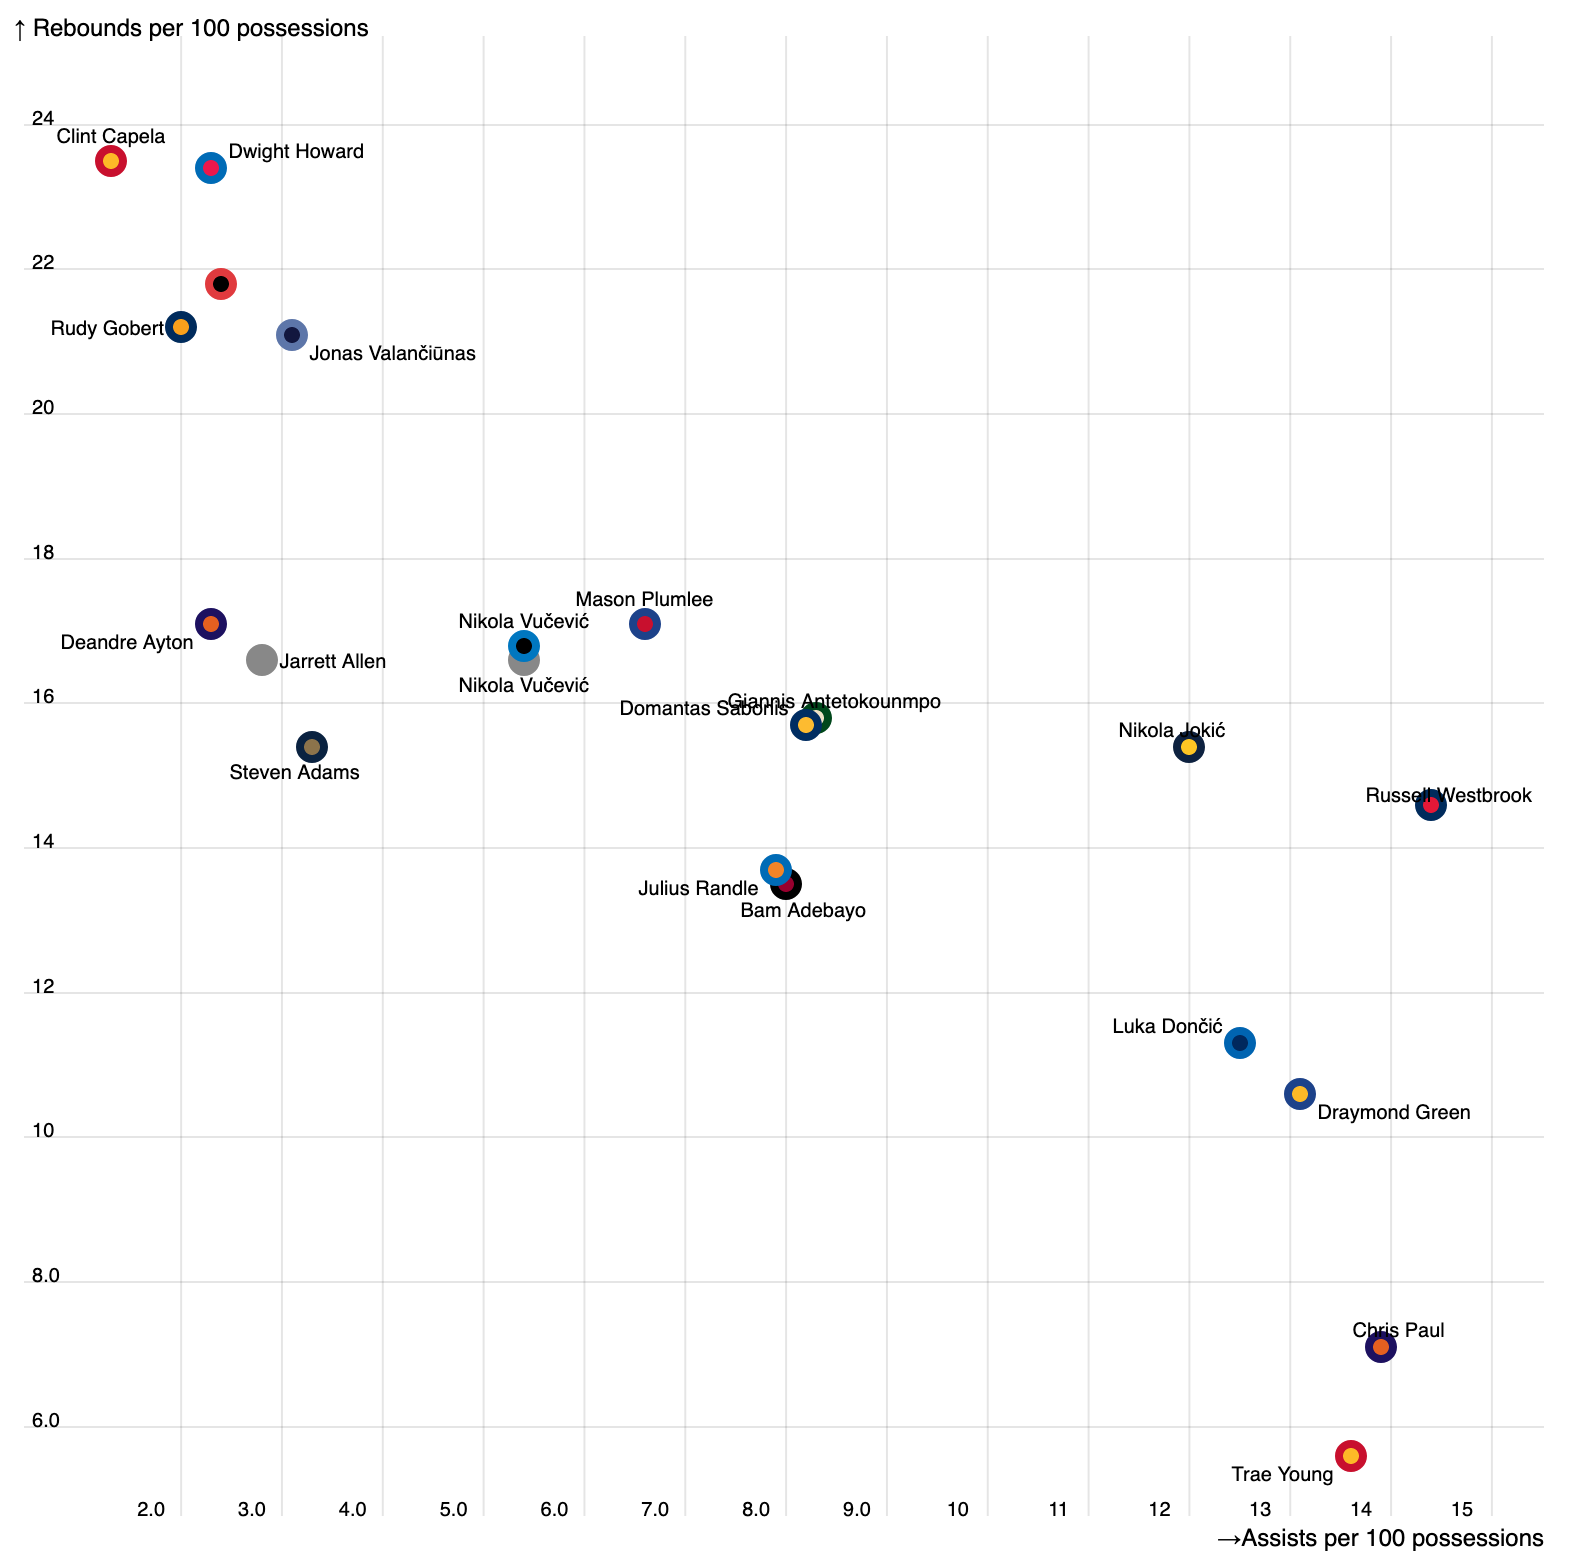 ↑ Rebounds per 100 possessions
24
Clint Capela
Dwight Howard
22
Rudy Gobert
Jonas Valančiūnas
20
18
Mason Plumlee
Nikola Vučević
Deandre Ayton
Jarrett Allen
Nikola Vučević
16
Giannis Antetokounmpo
Domantas Sabonis
Nikola Jokić
Steven Adams
Russell Westbrook
14
Julius Randle
Bam Adebayo
12
Luka Dončić
Draymond Green
10
8.0
Chris Paul
6.0
Trae Young
2.0 3.0 4.0 5.0 6.0 7.0 8.0 9.0 10 11 12 13 14 15
→Assists per 100 possessions